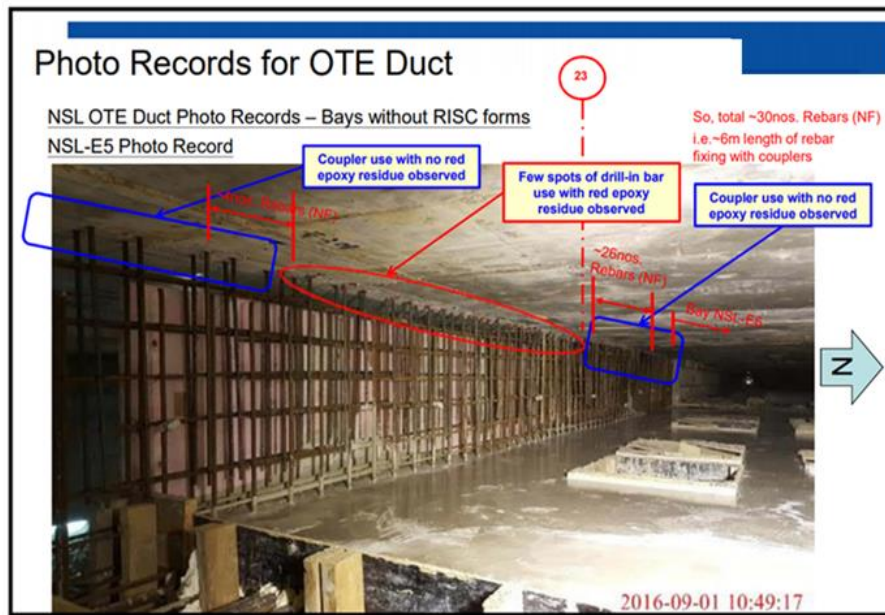 Photo Records for OTE Duct
23
NSL OTE Duct Photo Records – Bays without RISC forms
NSL-E5 Photo Record
So, total ~30nos. Rebars (NF)
i.e.~6m length of rebar
fixing with couplers
Coupler use with no red
epoxy residue observed
Few spots of drill-in bar
use with red epoxy
residue observed
Coupler use with no red
epoxy residue observed
Rebars (NF)
~26nos.
Rebars (NF)
Bay NSL-E6
N
2016-09-01 10:49:17